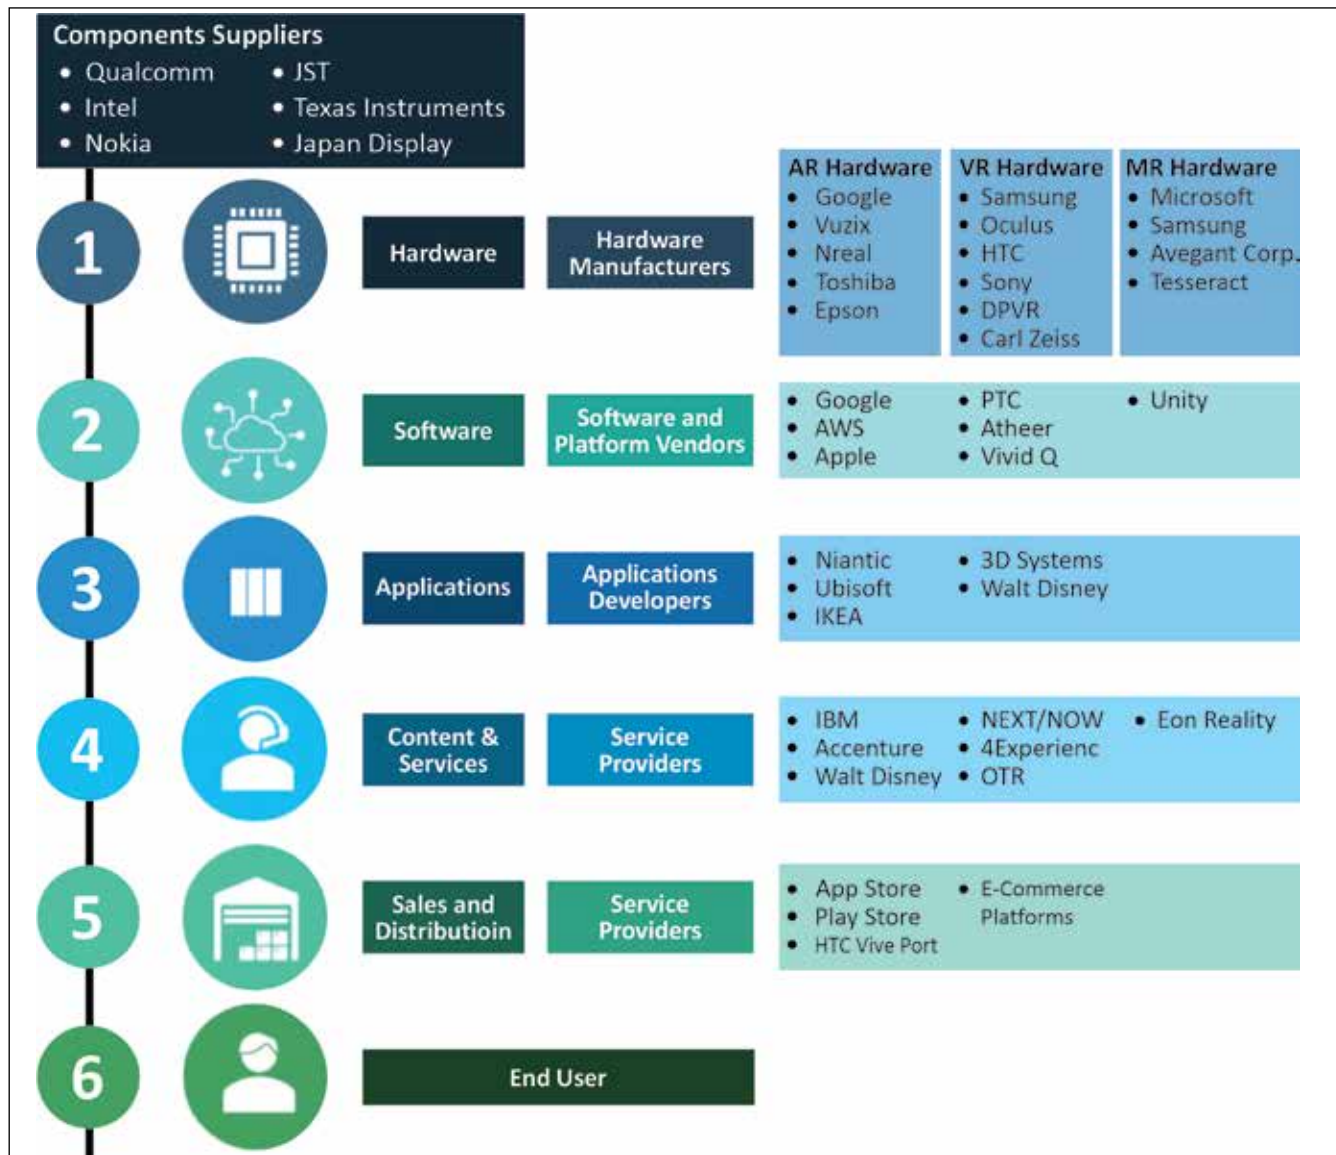 Components Suppliers
• Qualcomm
• Intel
• Nokia
• JST
• Texas Instruments
• Japan Display
1
Hardware
Hardware
Manufacturers
AR Hardware
• Google
• Vuzix
• Nreal
• Toshiba
• Epson
VR Hardware
• Samsung
• Oculus
• HTC
• Sony
• DPVR
• Carl Zeiss
MR Hardware
• Microsoft
• Samsung
• Avegant Corp.
• Tesseract
2
Software
Software and
Platform Vendors
• Google
• AWS
• Apple
• PTC
• Atheer
• Vivid Q
• Unity
3
Applications
Applications
Developers
• Niantic
• Ubisoft
• IKEA
• 3D Systems
• Walt Disney
4
Content &
Services
Service
Providers
• IBM
• Accenture
• Walt Disney
• NEXT/NOW
• 4Experienc
• OTR
• Eon Reality
5
Sales and
Distributioin
Service
Providers
• App Store
• Play Store
• HTC Vive Port
• E-Commerce
Platforms
6
End User